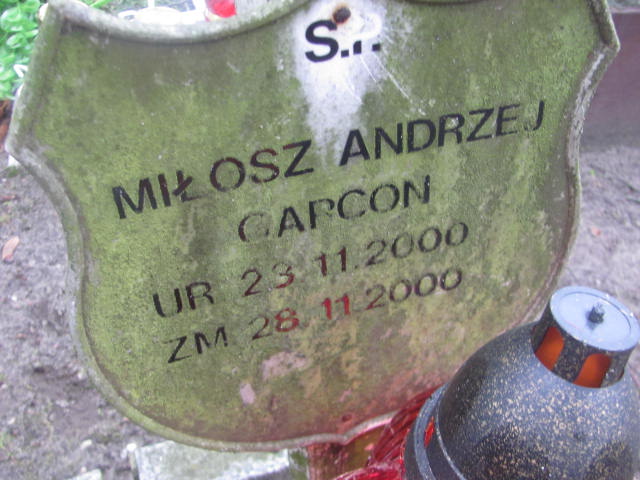 Ś.P.
MIŁOSZ ANDRZEJ
GARCON
UR 23.11.2000
ZM 28.11.2000